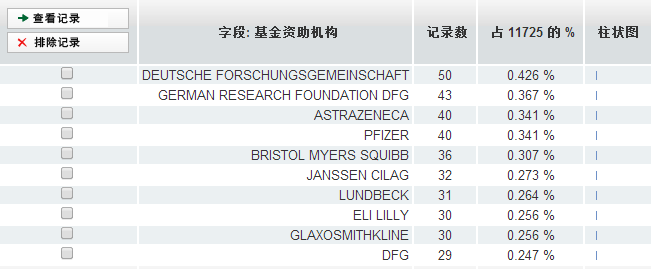 查看记录
排除记录
字段: 基金资助机构 记录数 占 11725 的 % 柱状图
DEUTSCHE FORSCHUNGSGEMEINSCHAFT 50 0.426 %
GERMAN RESEARCH FOUNDATION DFG 43 0.367 %
ASTRAZENECA 40 0.341 %
PFIZER 40 0.341 %
BRISTOL MYERS SQUIBB 36 0.307 %
JANSSEN CILAG 32 0.273 %
LUNDBECK 31 0.264 %
ELI LILLY 30 0.256 %
GLAXOSMITHKLINE 30 0.256 %
DFG 29 0.247 %